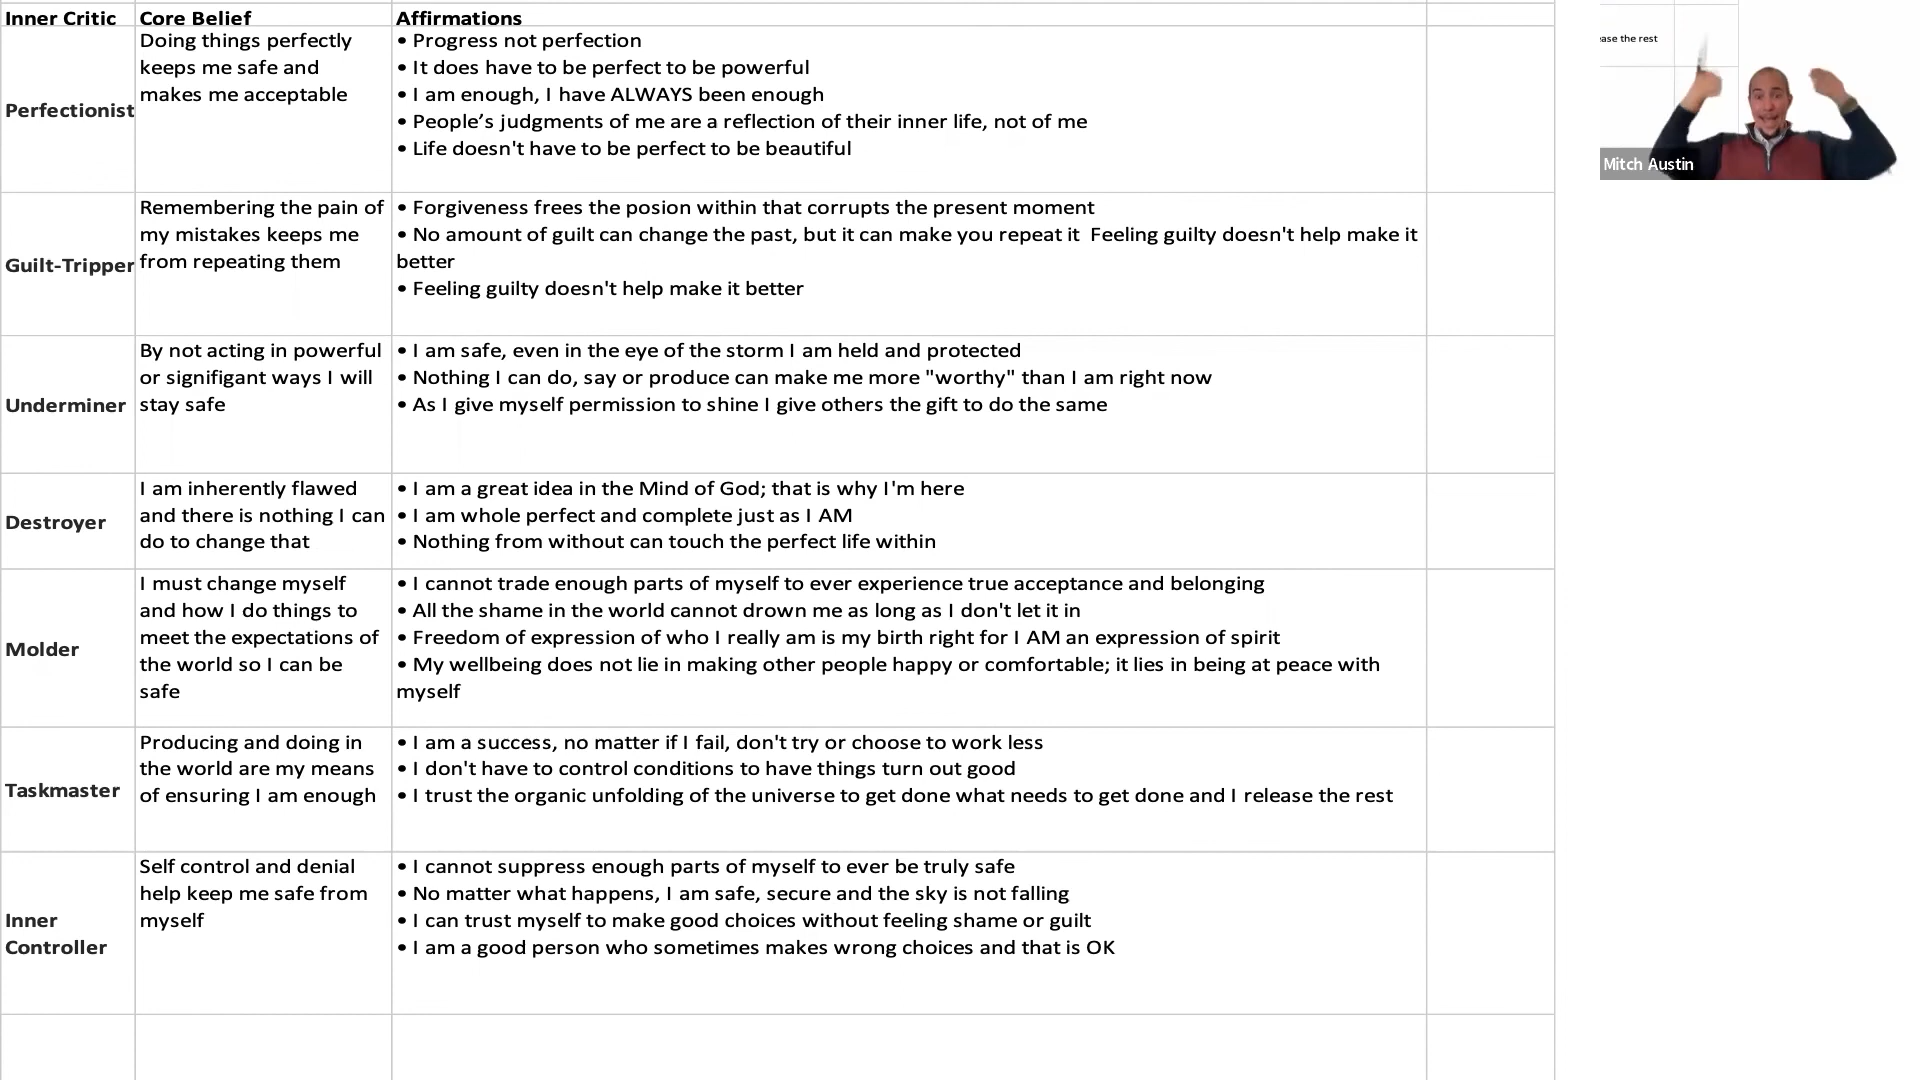 Inner Critic Core Belief Affirmations
Perfectionist
Doing things perfectly
keeps me safe and
makes me acceptable
• Progress not perfection
• It does have to be perfect to be powerful
• I am enough, I have ALWAYS been enough
• People’s judgments of me are a reflection of their inner life, not of me
• Life doesn't have to be perfect to be beautiful
Guilt-Tripper
Remembering the pain of
my mistakes keeps me
from repeating them
• Forgiveness frees the posion within that corrupts the present moment
• No amount of guilt can change the past, but it can make you repeat it  Feeling guilty doesn't help make it
better
• Feeling guilty doesn't help make it better
Underminer
By not acting in powerful
or signifigant ways I will
stay safe
• I am safe, even in the eye of the storm I am held and protected
• Nothing I can do, say or produce can make me more "worthy" than I am right now
• As I give myself permission to shine I give others the gift to do the same
Destroyer
I am inherently flawed
and there is nothing I can
do to change that
• I am a great idea in the Mind of God; that is why I'm here
• I am whole perfect and complete just as I AM
• Nothing from without can touch the perfect life within
Molder
I must change myself
and how I do things to
meet the expectations of
the world so I can be
safe
• I cannot trade enough parts of myself to ever experience true acceptance and belonging
• All the shame in the world cannot drown me as long as I don't let it in
• Freedom of expression of who I really am is my birth right for I AM an expression of spirit
• My wellbeing does not lie in making other people happy or comfortable; it lies in being at peace with
myself
Taskmaster
Producing and doing in
the world are my means
of ensuring I am enough
• I am a success, no matter if I fail, don't try or choose to work less
• I don't have to control conditions to have things turn out good
• I trust the organic unfolding of the universe to get done what needs to get done and I release the rest
Inner
Controller
Self control and denial
help keep me safe from
myself
• I cannot suppress enough parts of myself to ever be truly safe
• No matter what happens, I am safe, secure and the sky is not falling
• I can trust myself to make good choices without feeling shame or guilt
• I am a good person who sometimes makes wrong choices and that is OK
ease the rest
Mitch Austin